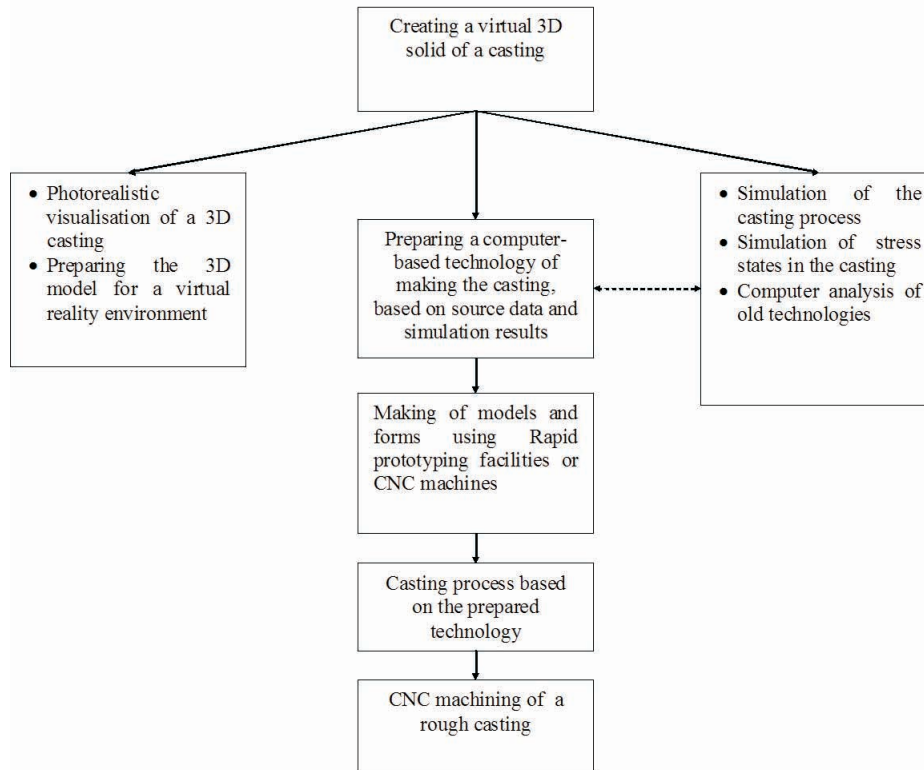 Creating a virtual 3D
solid of a casting
• Photorealistic
visualisation of a 3D
casting
• Preparing the 3D
model for a virtual
reality environment
Preparing a computer-
based technology of
making the casting,
based on source data and
simulation results
• Simulation of the
casting process
• Simulation of stress
states in the casting
• Computer analysis of
old technologies
Making of models and
forms using Rapid
prototyping facilities or
CNC machines
Casting process based
on the prepared
technology
CNC machining of a
rough casting